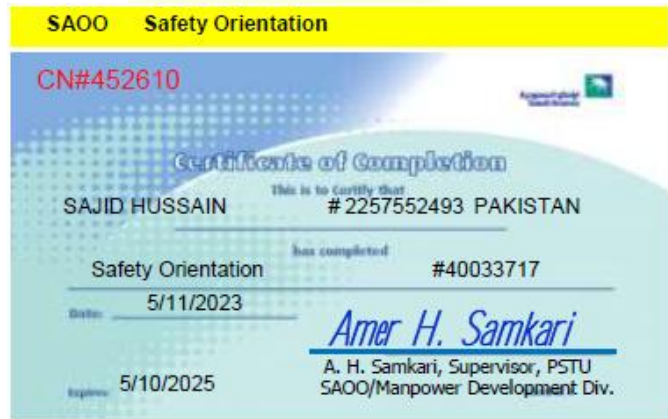 SAOO Safety Orientation
CN#452610
Saudi Aramco
Certificate of Completion
This is to Certify that
SAJID HUSSAIN # 2257552493 PAKISTAN
has completed
Safety Orientation #40033717
Date: 5/11/2023
Amer H. Samkari
A. H. Samkari, Supervisor, PSTU
Expires 5/10/2025 SAOO/Manpower Development Div.